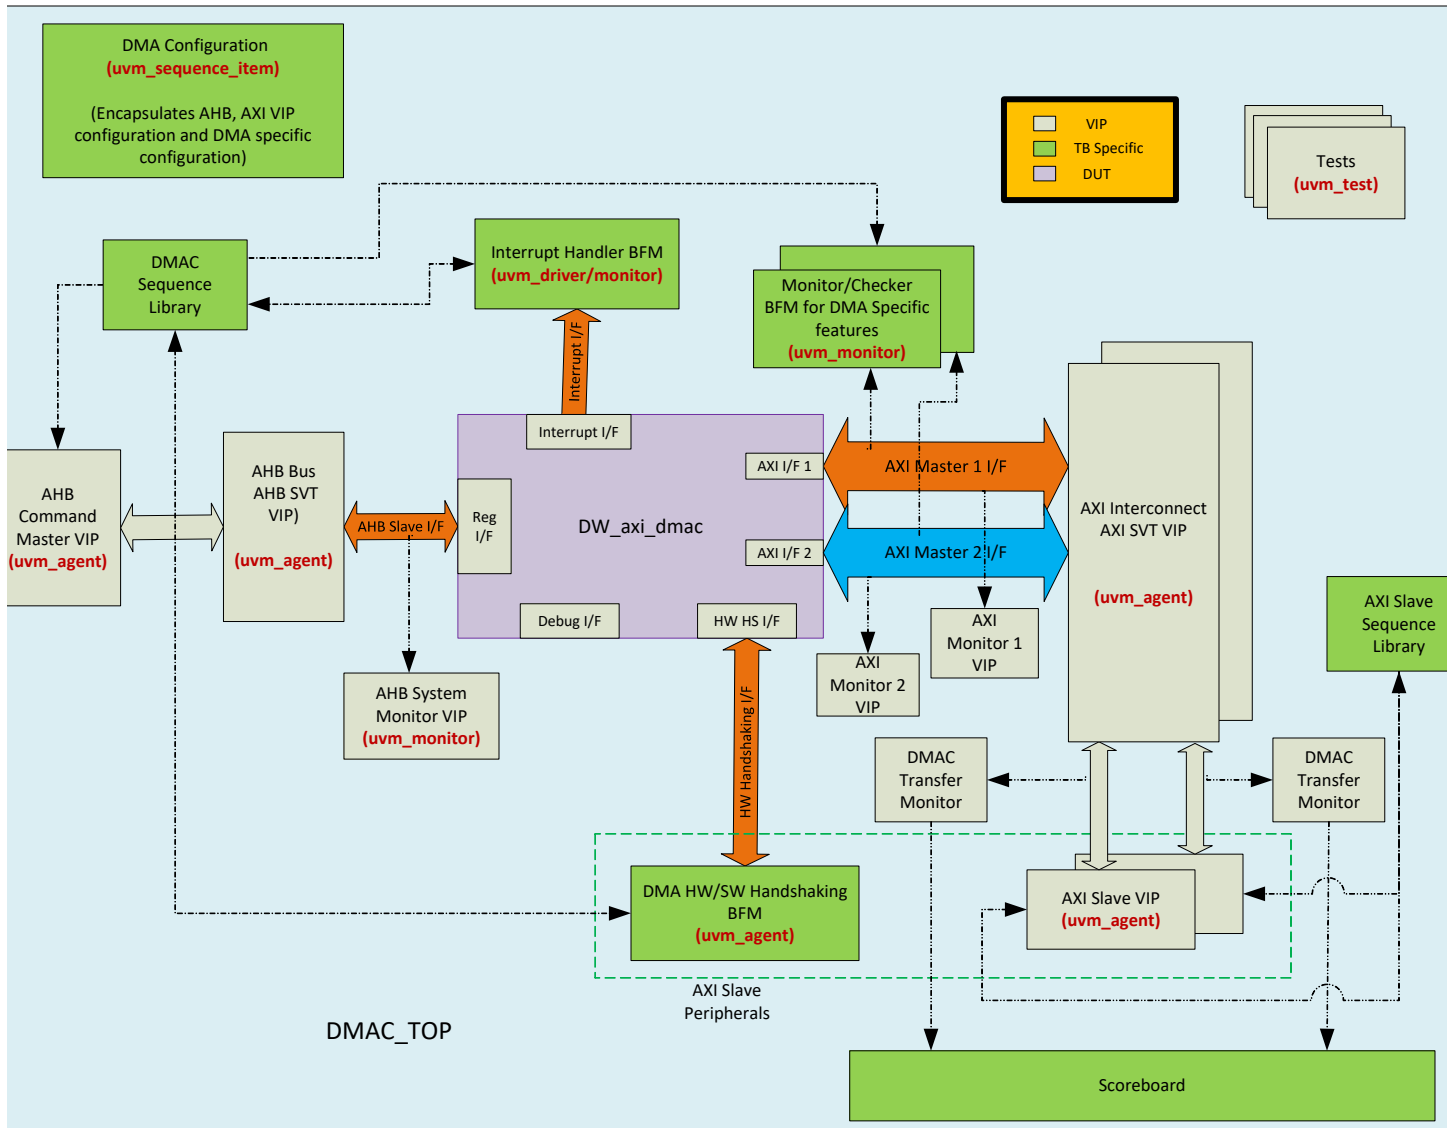 DMA Configuration
(uvm_sequence_item)
(Encapsulates AHB, AXI VIP
configuration and DMA specific
configuration)
VIP
TB Specific
DUT
Tests
(uvm_test)
DMAC
Sequence
Library
Interrupt Handler BFM
(uvm_driver/monitor)
Monitor/Checker
BFM for DMA Specific
features
(uvm_monitor)
Interrupt I/F
AHB
Command
Master VIP
(uvm_agent)
AHB Bus
AHB SVT
VIP)
(uvm_agent)
AHB Slave I/F
Reg
I/F
Interrupt I/F
DW_axi_dmac
AXI I/F 1
AXI I/F 2
Debug I/F
HW HS I/F
AXI Master 1 I/F
AXI Master 2 I/F
AXI Interconnect
AXI SVT VIP
(uvm_agent)
AXI Slave
Sequence
Library
AXI
Monitor 1
VIP
AXI
Monitor 2
VIP
AHB System
Monitor VIP
(uvm_monitor)
HW Handshaking I/F
DMAC
Transfer
Monitor
DMAC
Transfer
Monitor
DMA HW/SW Handshaking
BFM
(uvm_agent)
AXI Slave VIP
(uvm_agent)
AXI Slave
Peripherals
DMAC_TOP
Scoreboard